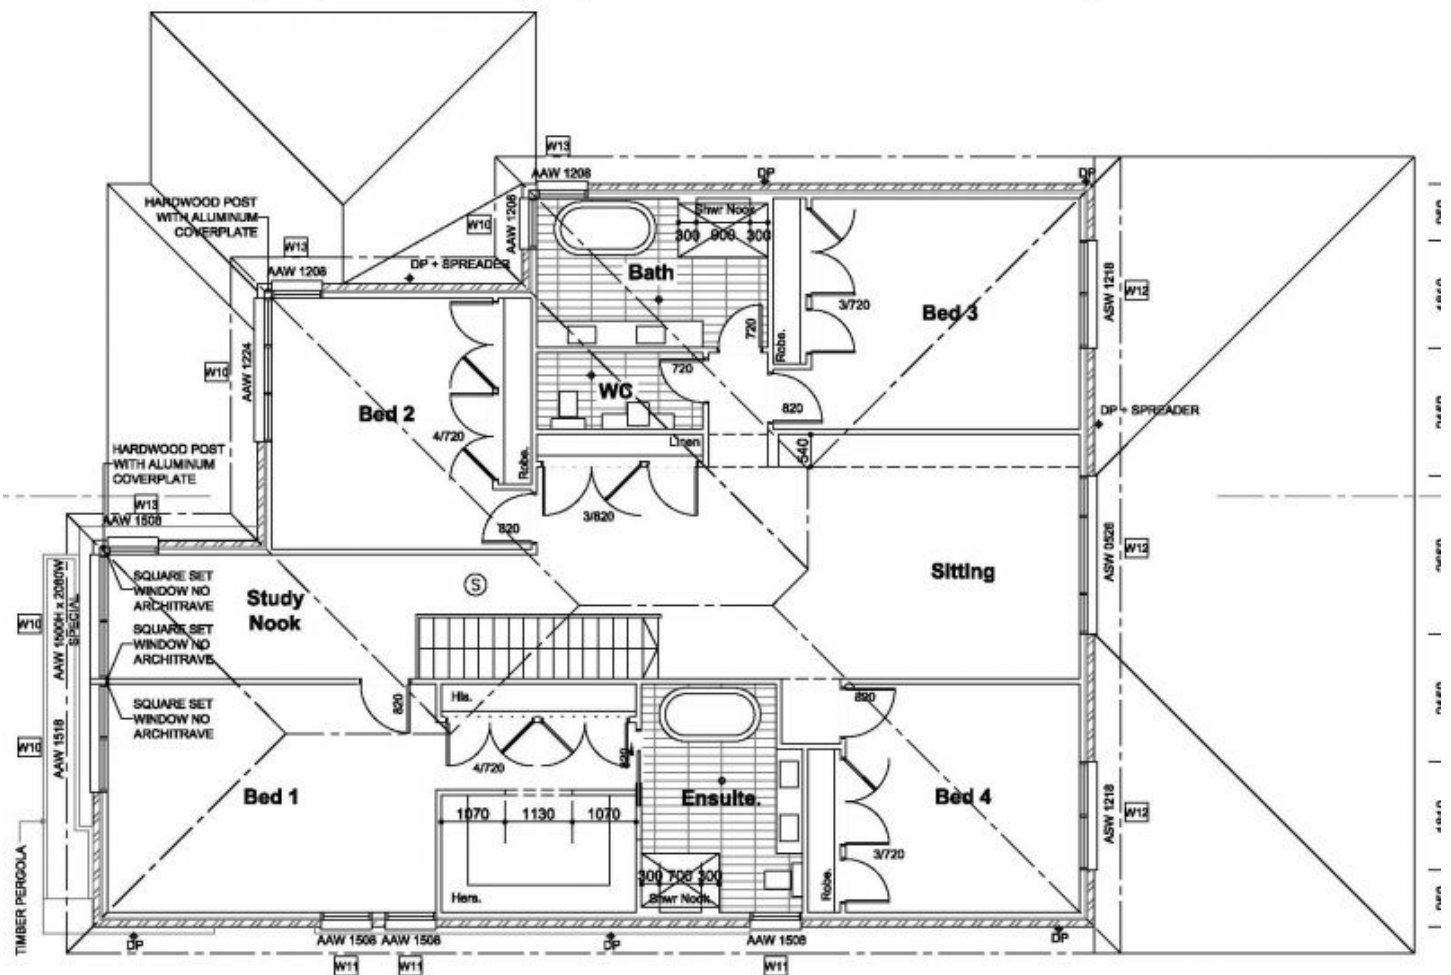 W13
AAW 1208
DP
DP
HARDWOOD POST
WITH ALUMINUM
COVERPLATE
W10
AAW 1208
Shwr Nook
300 900 300
W13
AAW 1208
DP + SPREADER
Bath
ASW 1218
W12
3/720
Bed 3
720
Robe.
W10
AAW 1224
720
WC
820
Bed 2
DP + SPREADER
4/720
Robe.
Linen
540
HARDWOOD POST
WITH ALUMINUM
COVERPLATE
W13
AAW 1508
820
3/820
ASW 0526
W12
Sitting
SQUARE SET
WINDOW NO
ARCHITRAVE
S
Study
Nook
W10
AAW 1500H x 2080W
SPECIAL
SQUARE SET
WINDOW NO
ARCHITRAVE
SQUARE SET
WINDOW NO
ARCHITRAVE
820
His.
820
W10
AAW 1518
4/720
820
Bed 1
Ensuite.
Bed 4
ASW 1218
W12
1070 1130 1070
3/720
TIMBER PERGOLA
Hers.
300 700 300
Shwr Nook
Robe.
DP
AAW 1508
AAW 1508
DP
AAW 1508
DP
W11
W11
W11